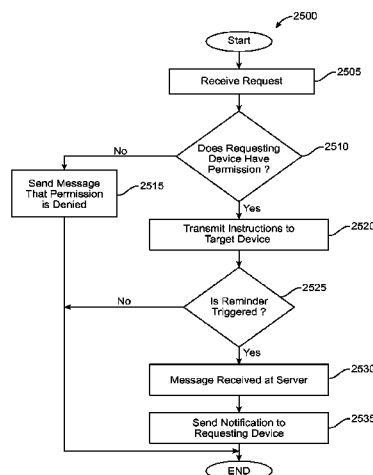 2500
Start
Receive Request
2505
Does Requesting
Device Have
Permission ?
2510
No
Yes
Send Message
That Permission
is Denied
2515
Transmit Instructions to
Target Device
2520
Is Reminder
Triggered ?
2525
No
Yes
Message Received at Server
2530
Send Notification to
Requesting Device
2535
END